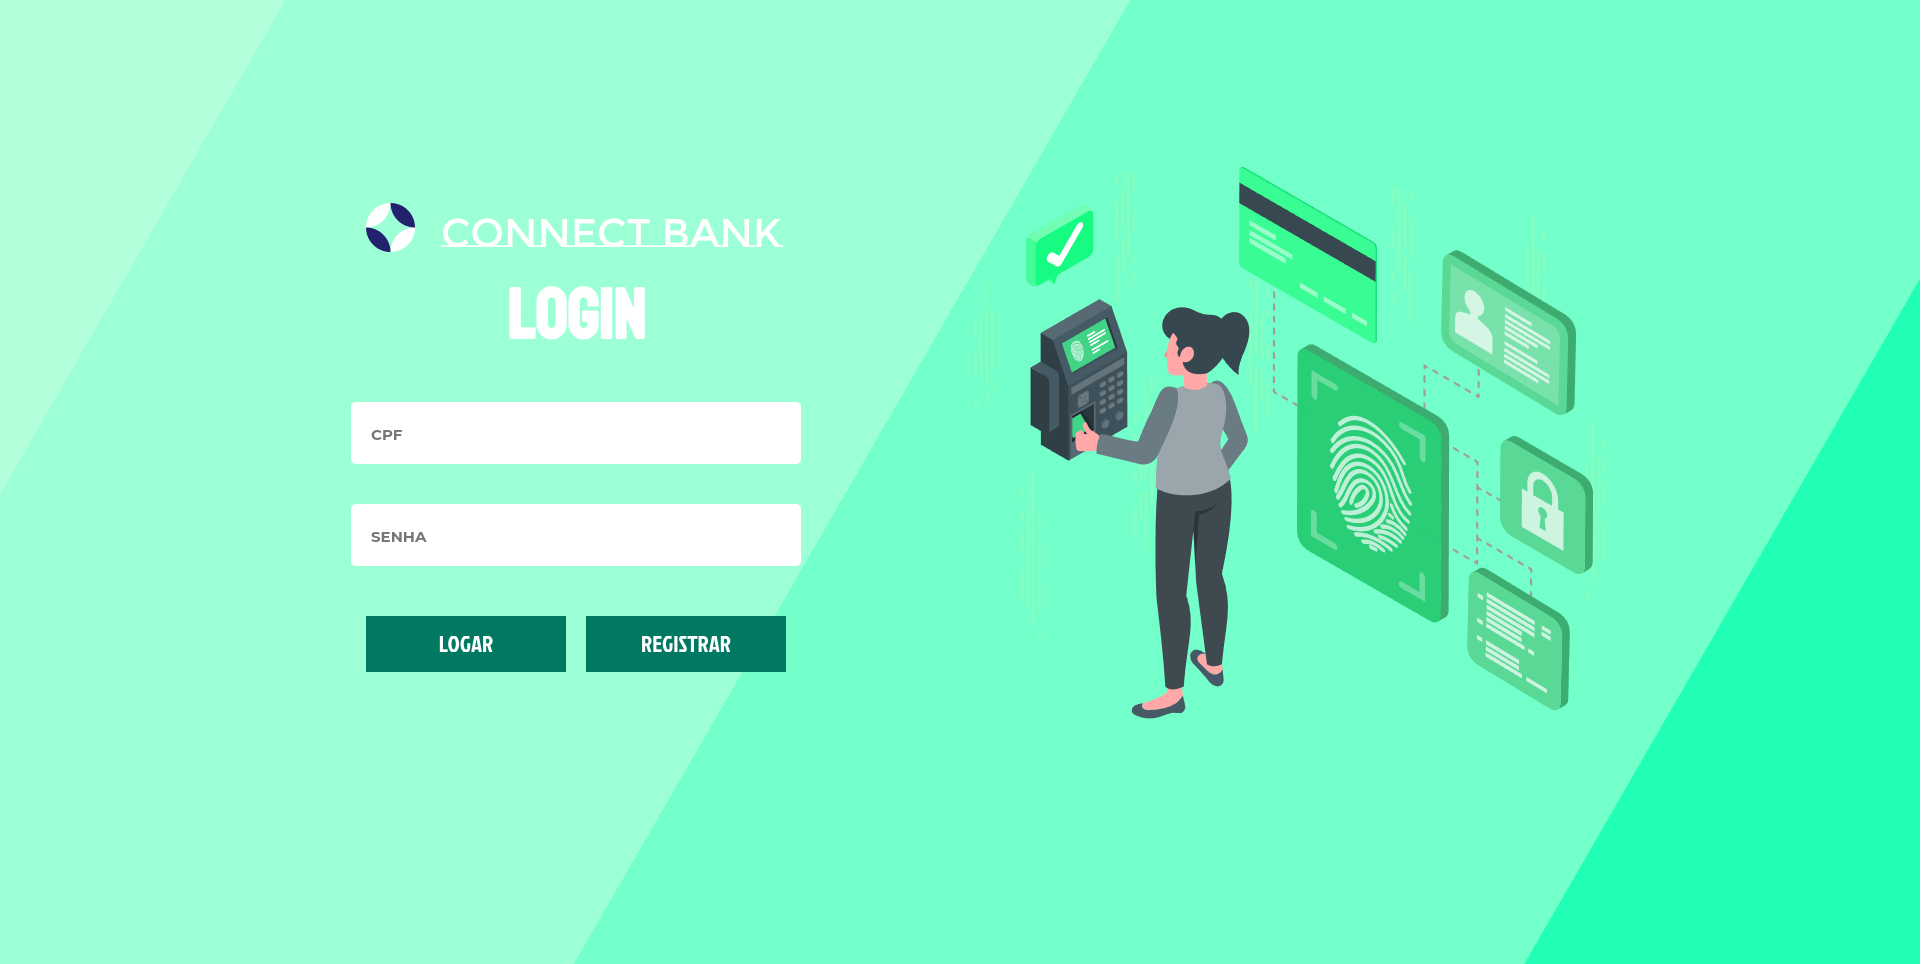 CONNECT BANK
LOGIN
CPF
SENHA
LOGAR
REGISTRAR